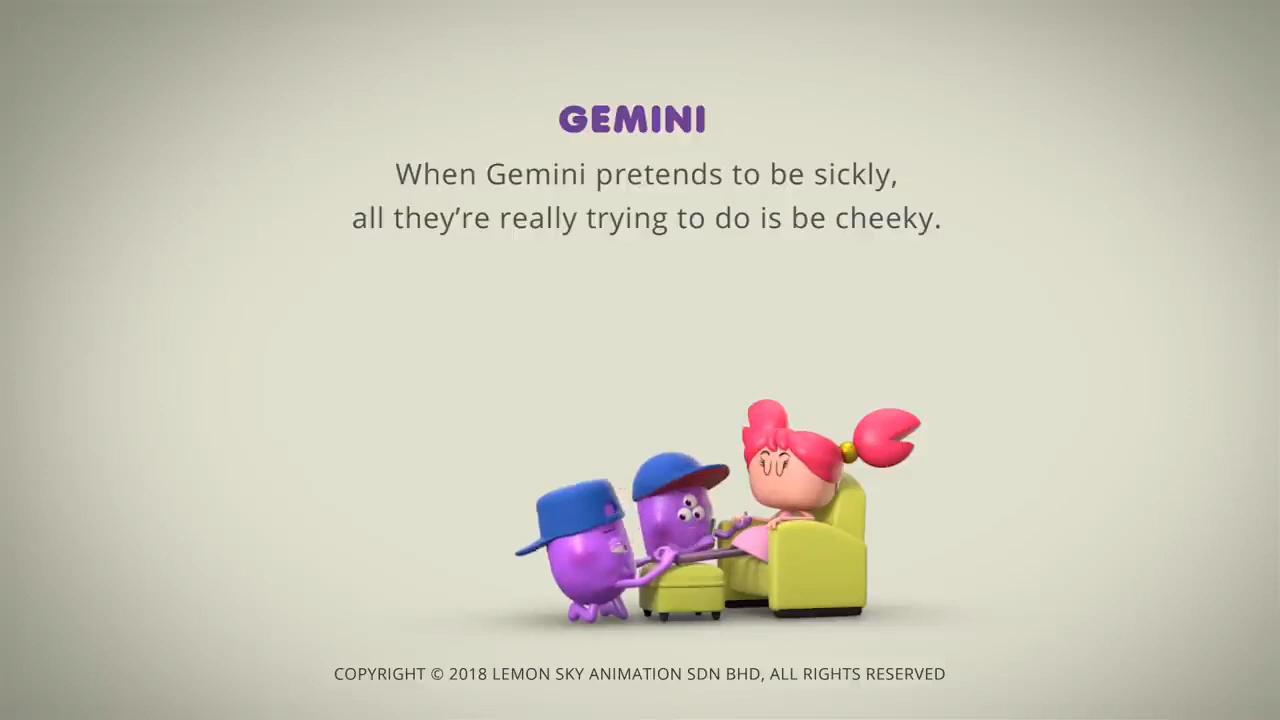 GEMINI
When Gemini pretends to be sickly,
all they’re really trying to do is be cheeky.
COPYRIGHT © 2018 LEMON SKY ANIMATION SDN BHD, ALL RIGHTS RESERVED